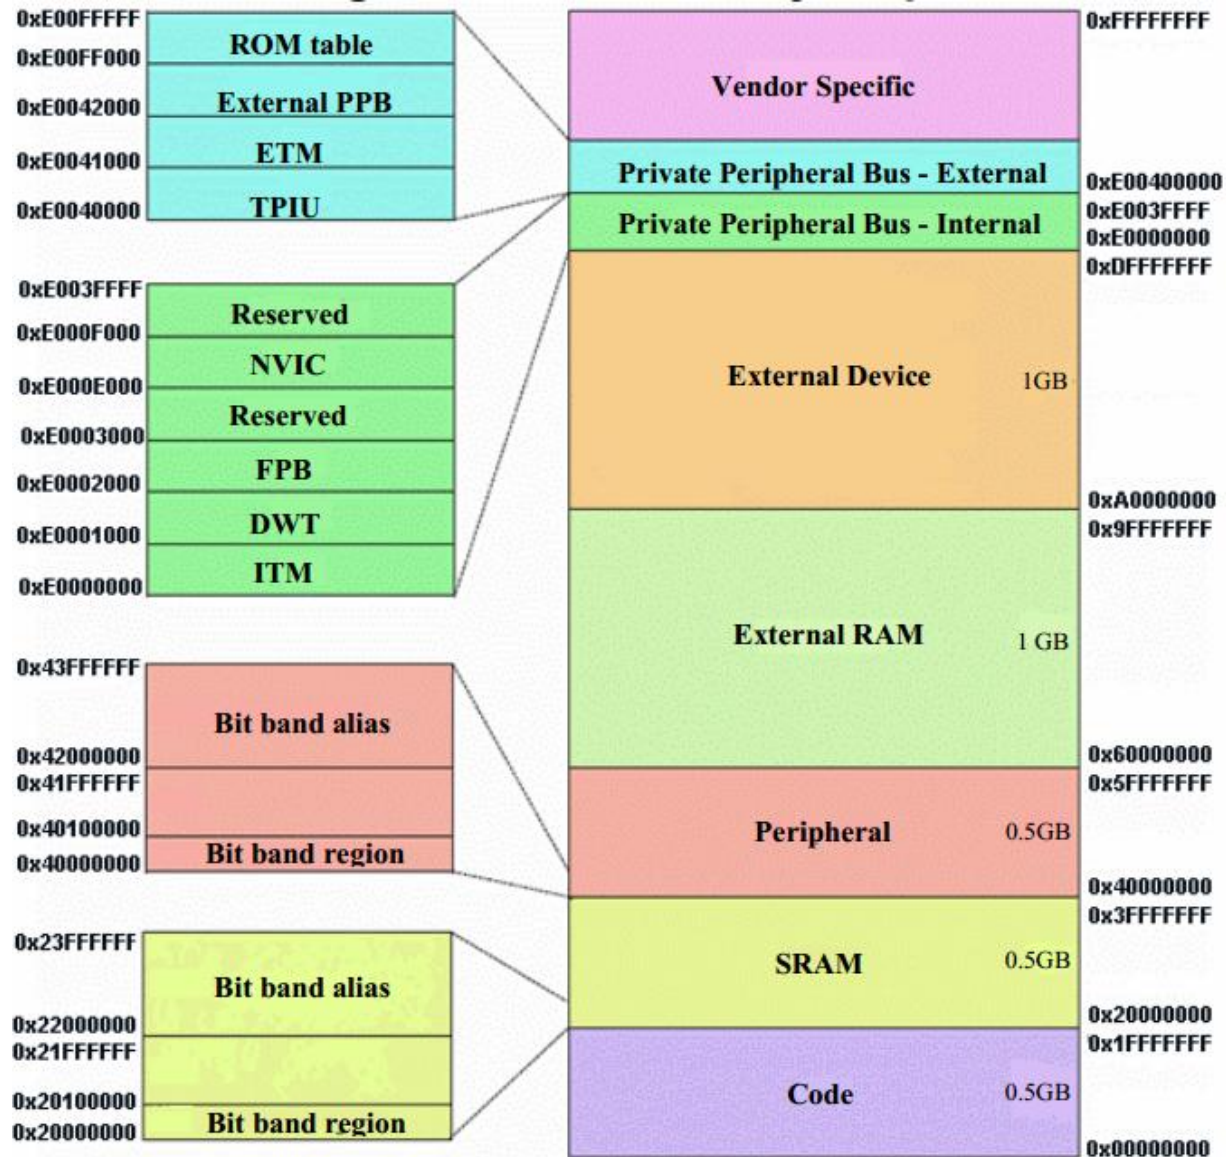 0xE00FFFFF
ROM table
0xE00FF000
External PPB
0xE0042000
ETM
0xE0041000
TPIU
0xE0040000
0xE003FFFF
Reserved
0xE000F000
NVIC
0xE000E000
Reserved
0xE0003000
FPB
0xE0002000
DWT
0xE0001000
ITM
0xE0000000
0x43FFFFFF
Bit band alias
0x42000000
0x41FFFFFF
0x40100000
Bit band region
0x40000000
0x23FFFFFF
Bit band alias
0x22000000
0x21FFFFFF
0x20100000
Bit band region
0x20000000
0xFFFFFFFF
Vendor Specific
Private Peripheral Bus - External
0xE00400000
0xE003FFFF
Private Peripheral Bus - Internal
0xE0000000
0xDFFFFFFF
External Device 1GB
0xA0000000
0x9FFFFFFF
External RAM 1 GB
0x60000000
0x5FFFFFFF
Peripheral 0.5GB
0x40000000
0x3FFFFFFF
SRAM 0.5GB
0x20000000
0x1FFFFFFF
Code 0.5GB
0x00000000